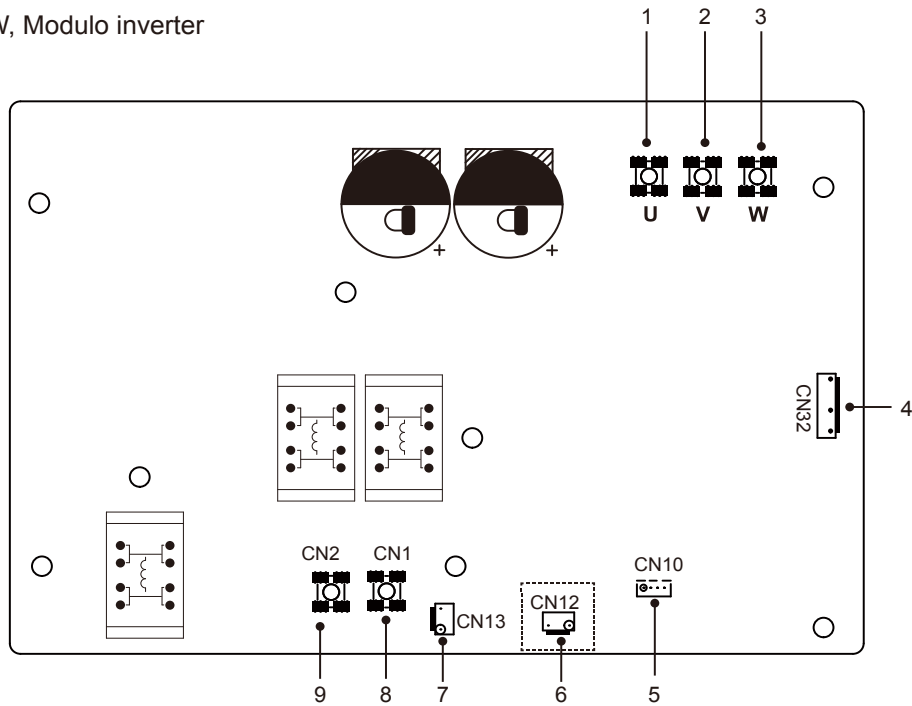 , Modulo inverter
1 2 3
U V W
+ +
CN32
4
CN2 CN1
CN10
CN12
CN13
9 8 7 6 5